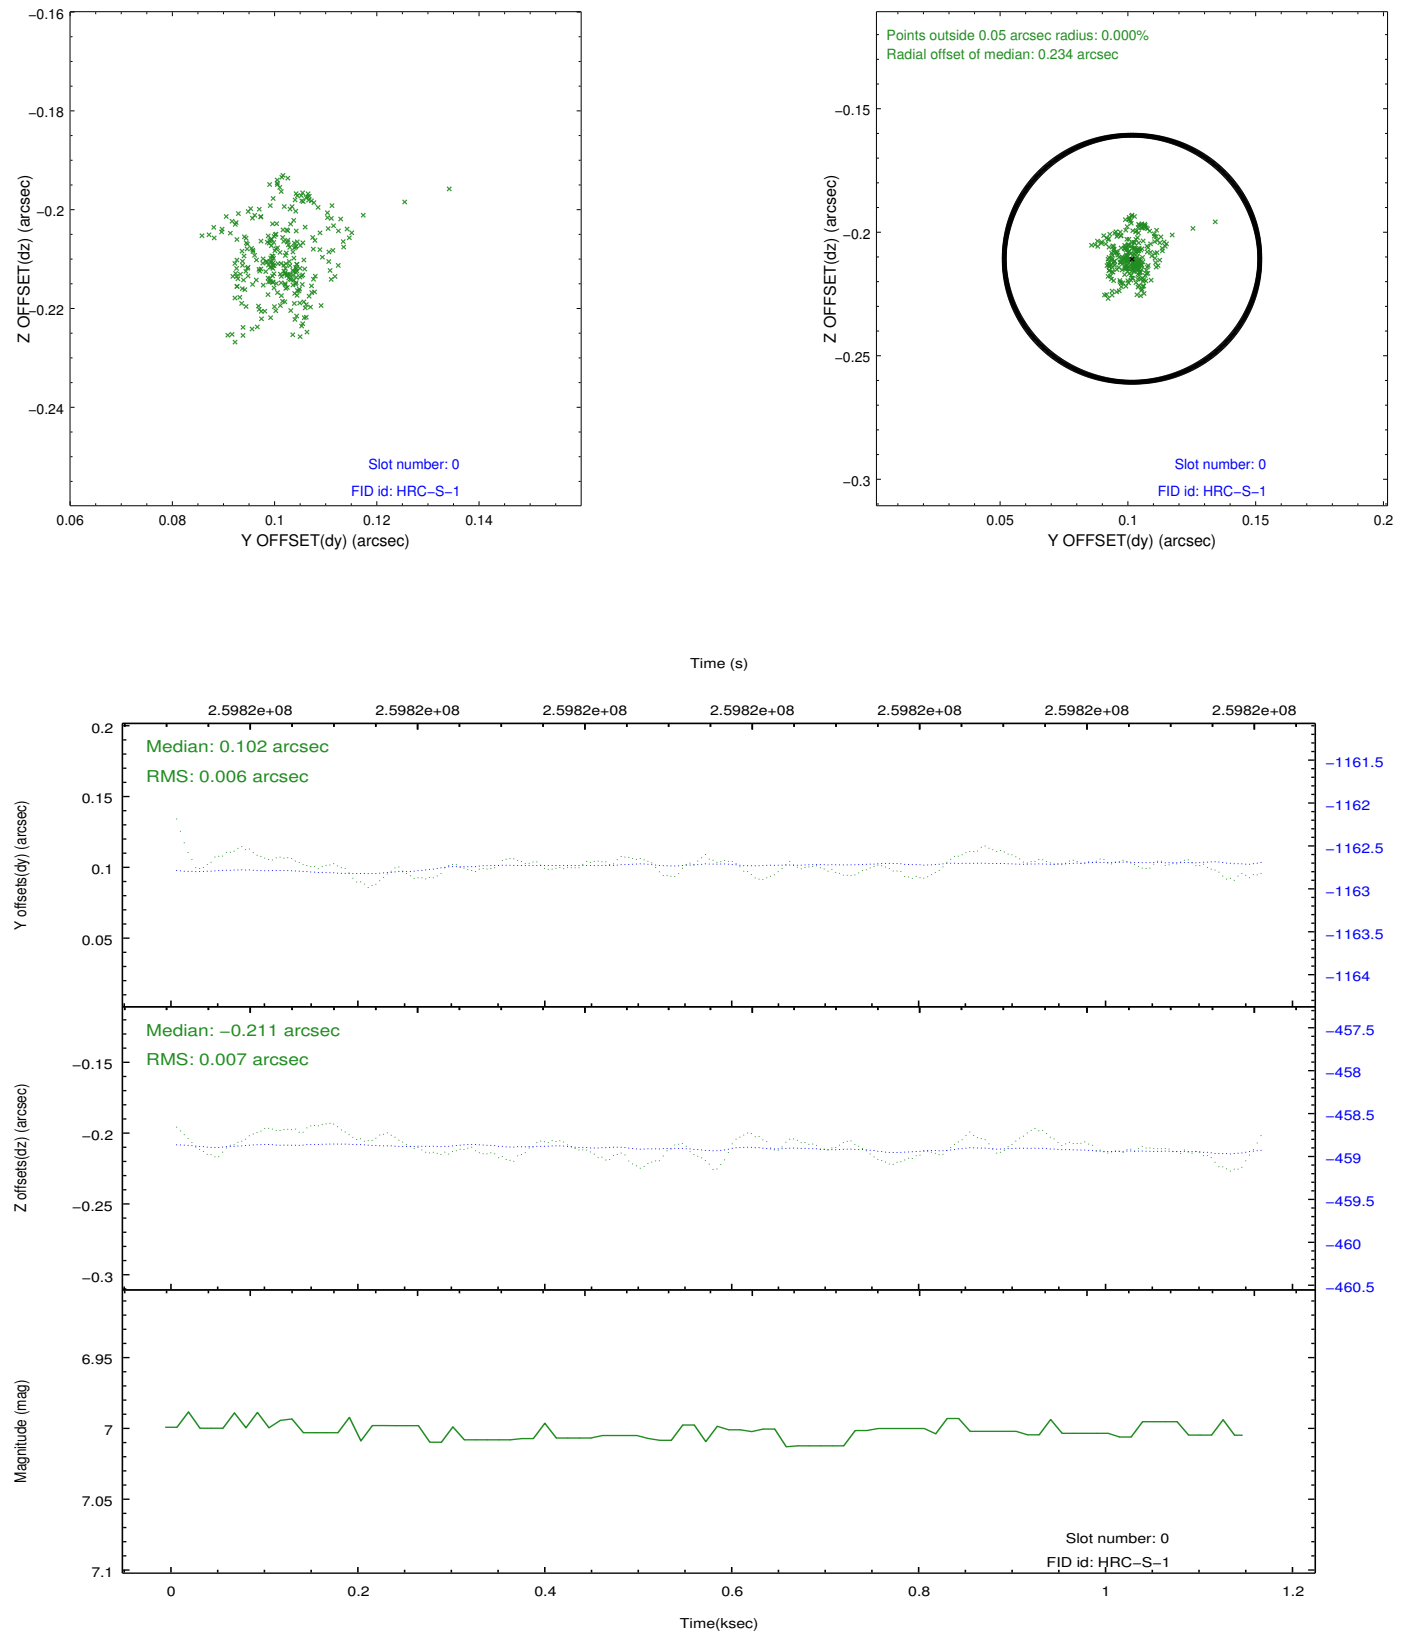 −0.16
−0.18
−0.2
−0.22
−0.24
Z OFFSET(dz) (arcsec)
Slot number: 0
FID id: HRC−S−1
0.06 0.08 0.1 0.12 0.14
Y OFFSET(dy) (arcsec)
Points outside 0.05 arcsec radius: 0.000%
Radial offset of median: 0.234 arcsec
−0.15
−0.2
−0.25
−0.3
Z OFFSET(dz) (arcsec)
Slot number: 0
FID id: HRC−S−1
0.05 0.1 0.15 0.2
Y OFFSET(dy) (arcsec)
Time (s)
2.5982e+08 2.5982e+08 2.5982e+08 2.5982e+08 2.5982e+08 2.5982e+08 2.5982e+08
Median: 0.102 arcsec
RMS: 0.006 arcsec
0.2
0.15
0.1
0.05
Y offsets(dy) (arcsec)
−1161.5
−1162
−1162.5
−1163
−1163.5
−1164
Median: −0.211 arcsec
RMS: 0.007 arcsec
−0.15
−0.2
−0.25
−0.3
Z offsets(dz) (arcsec)
−457.5
−458
−458.5
−459
−459.5
−460
−460.5
6.95
7
7.05
7.1
Magnitude (mag)
Slot number: 0
FID id: HRC−S−1
0 0.2 0.4 0.6 0.8 1 1.2
Time(ksec)